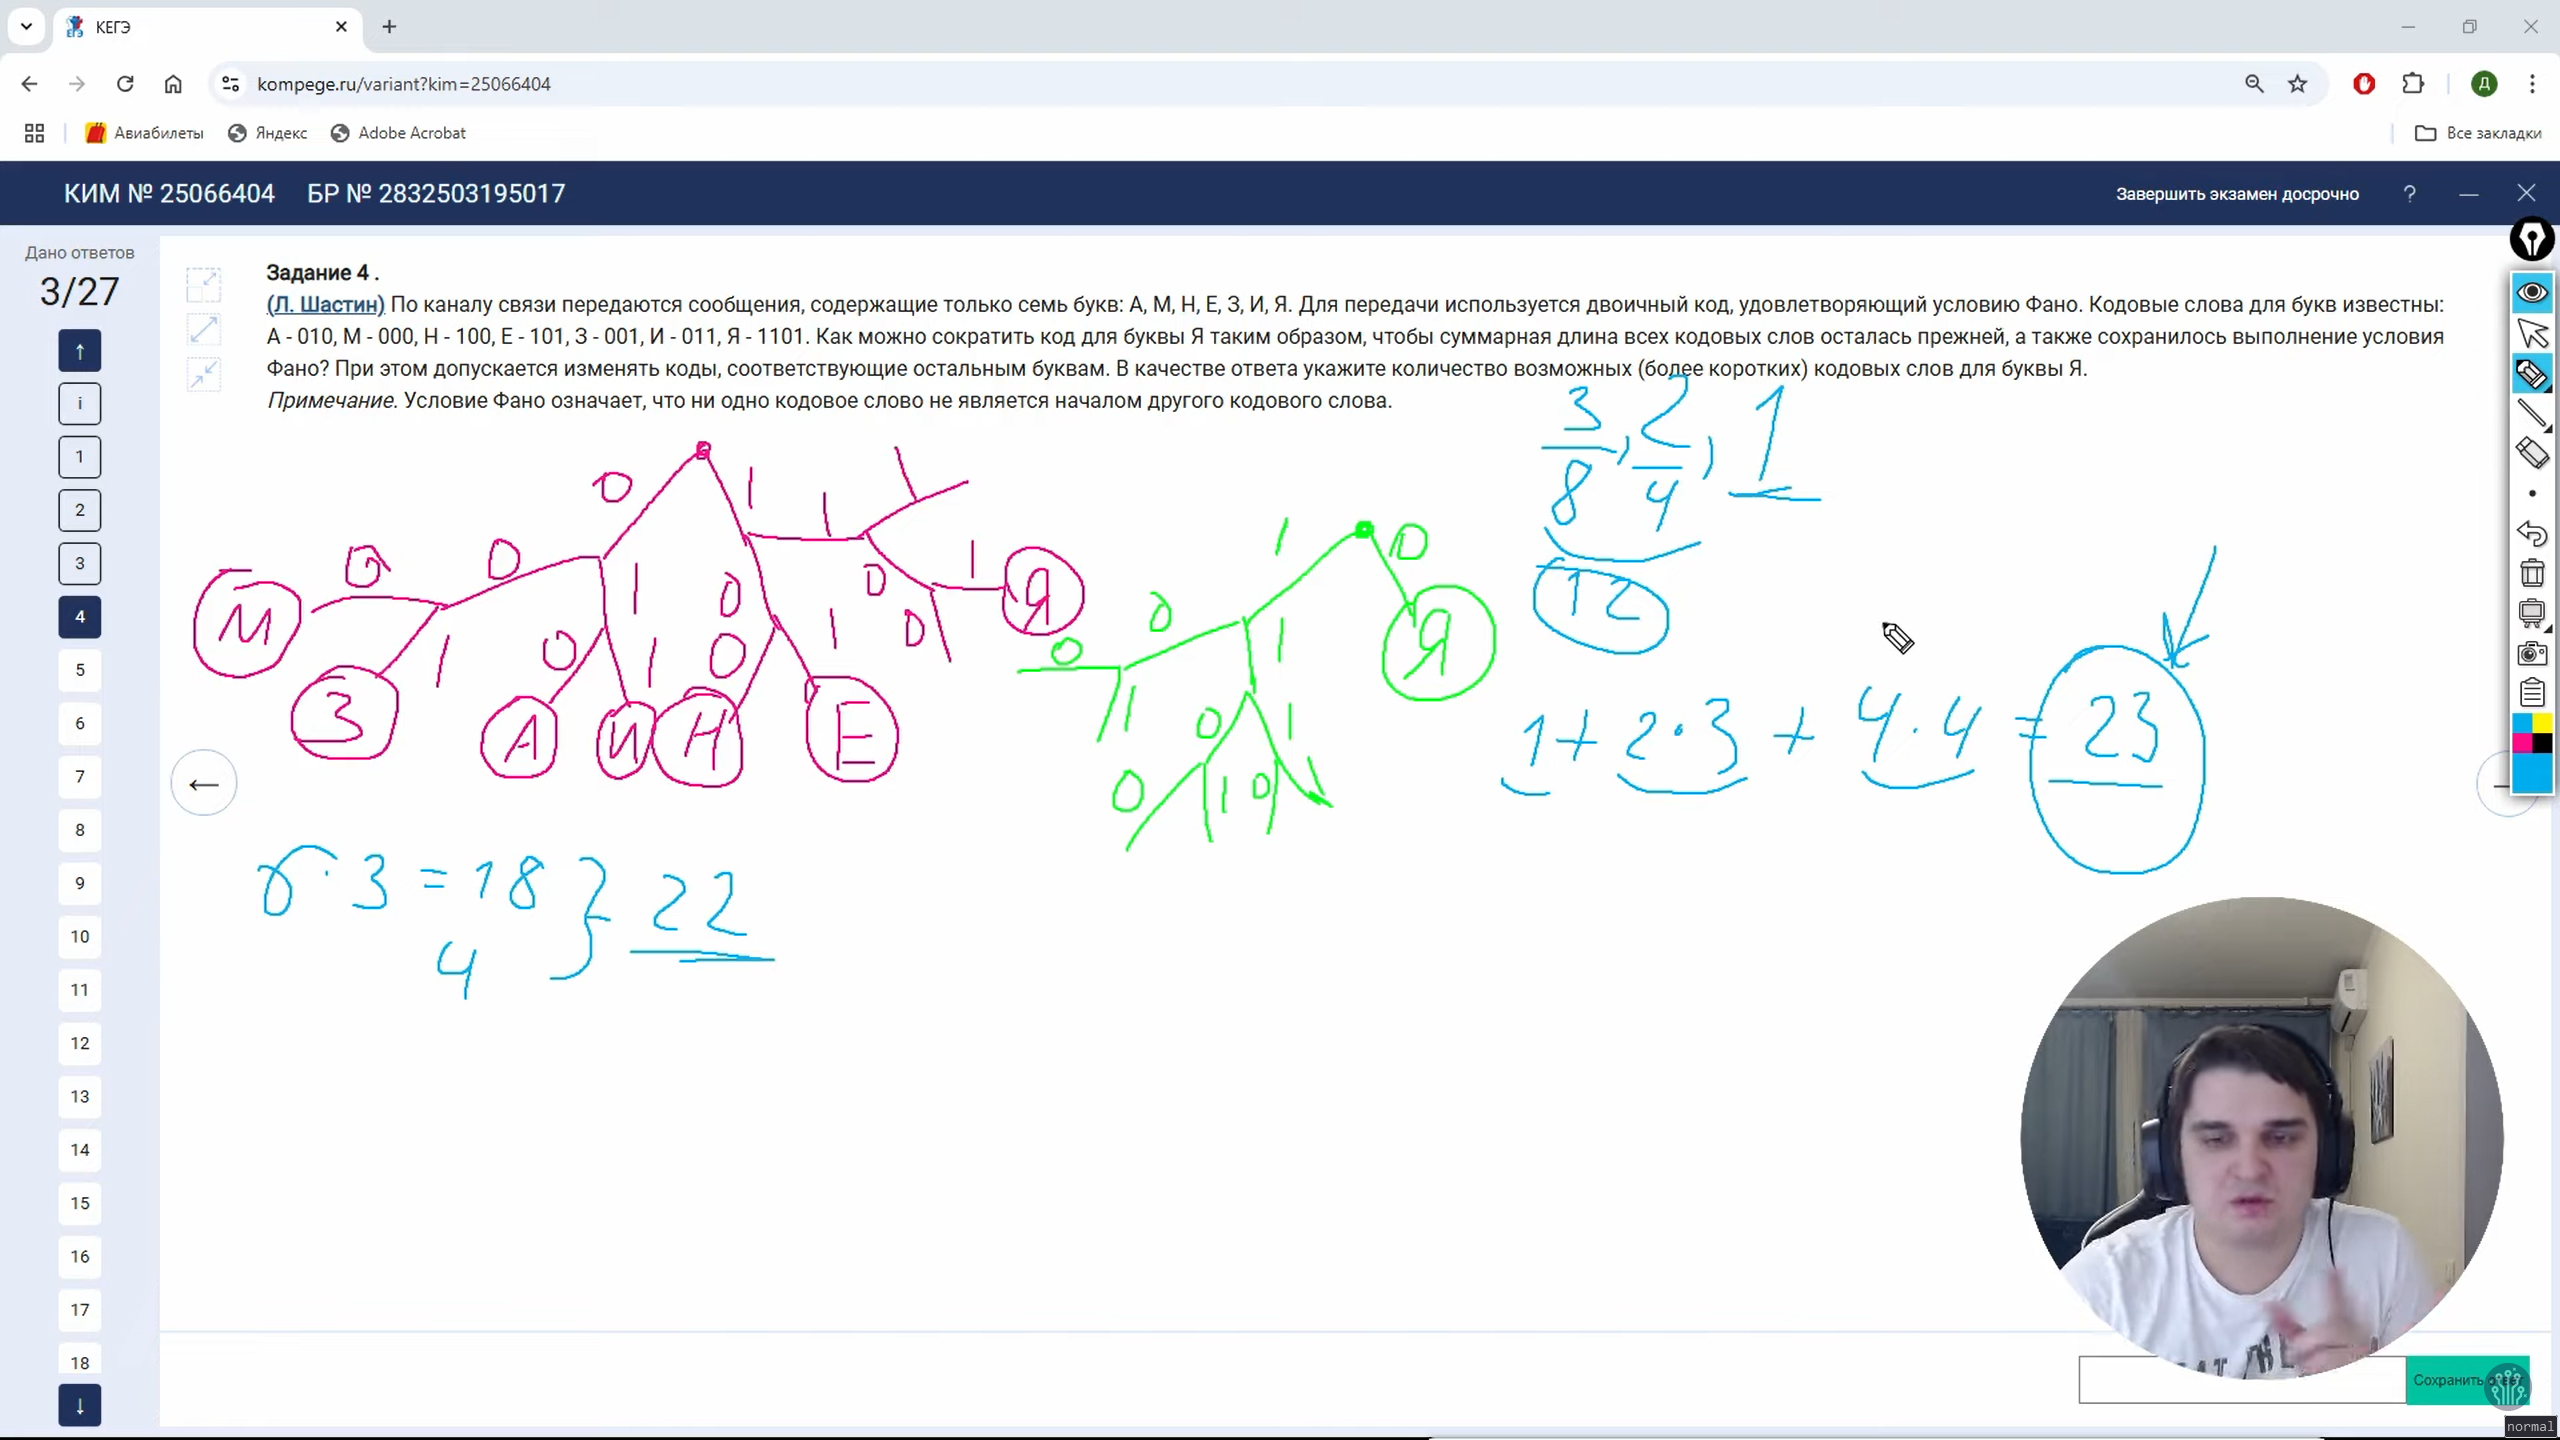 КЕГЭ
kompege.ru/variant?kim=25066404
Авиабилеты Яндекс Adobe Acrobat Все закладки
КИМ № 25066404 БР № 2832503195017 Завершить экзамен досрочно ?
Дано ответов
3/27
i
1
2
3
4
5
6
7
8
9
10
11
12
13
14
15
16
17
18
Задание 4 .
(Л. Шастин) По каналу связи передаются сообщения, содержащие только семь букв: А, М, Н, Е, З, И, Я. Для передачи используется двоичный код, удовлетворяющий условию Фано. Кодовые слова для букв известны:
А - 010, М - 000, Н - 100, Е - 101, З - 001, И - 011, Я - 1101. Как можно сократить код для буквы Я таким образом, чтобы суммарная длина всех кодовых слов осталась прежней, а также сохранилось выполнение условия
Фано? При этом допускается изменять коды, соответствующие остальным буквам. В качестве ответа укажите количество возможных (более коротких) кодовых слов для буквы Я.
Примечание. Условие Фано означает, что ни одно кодовое слово не является началом другого кодового слова.
0 1
0 0 1 1
0 1 0 0 1
0 1 0 1 0
М З А И Н Е Я
1 0
0 1 Я
0 1 0 1
0 1 0 1
3, 2, 1
8 4
12
1 + 2·3 + 4·4 = 23
6·3 = 18 } 22
4
Сохранить ответ
normal
Д